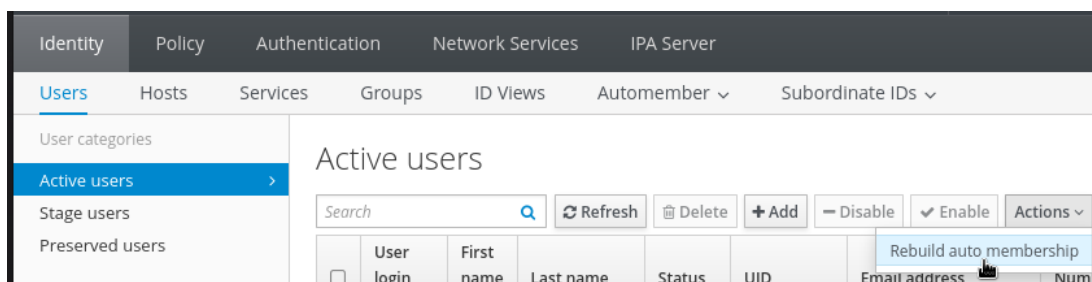 Identity Policy Authentication Network Services IPA Server
Users Hosts Services Groups ID Views Automember Subordinate IDs
User categories
Active users
Stage users
Preserved users
Active users
Search Refresh Delete Add Disable Enable Actions
Rebuild auto membership
User login First name Last name Status UID Email address